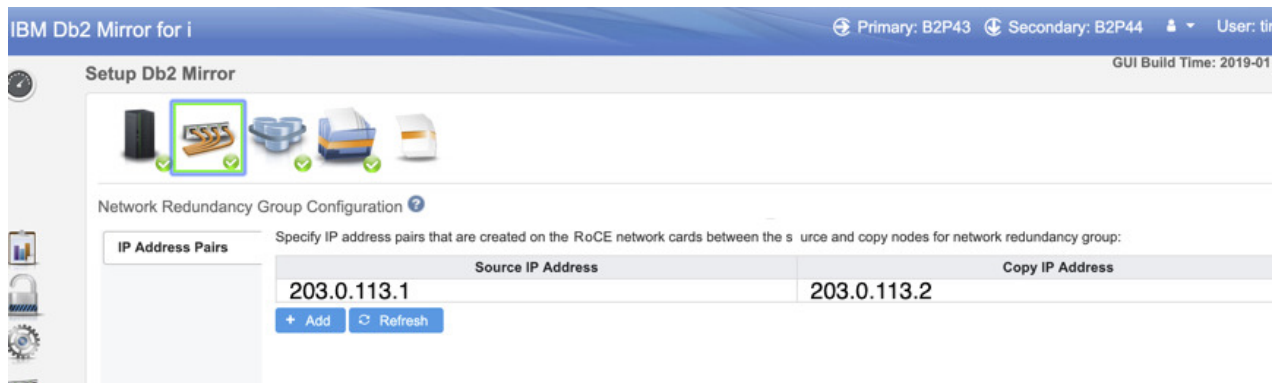 IBM Db2 Mirror for i
Primary: B2P43 Secondary: B2P44 User: tir
Setup Db2 Mirror
GUI Build Time: 2019-01
Network Redundancy Group Configuration
IP Address Pairs
Specify IP address pairs that are created on the RoCE network cards between the s urce and copy nodes for network redundancy group:
Source IP Address Copy IP Address
203.0.113.1 203.0.113.2
+ Add Refresh